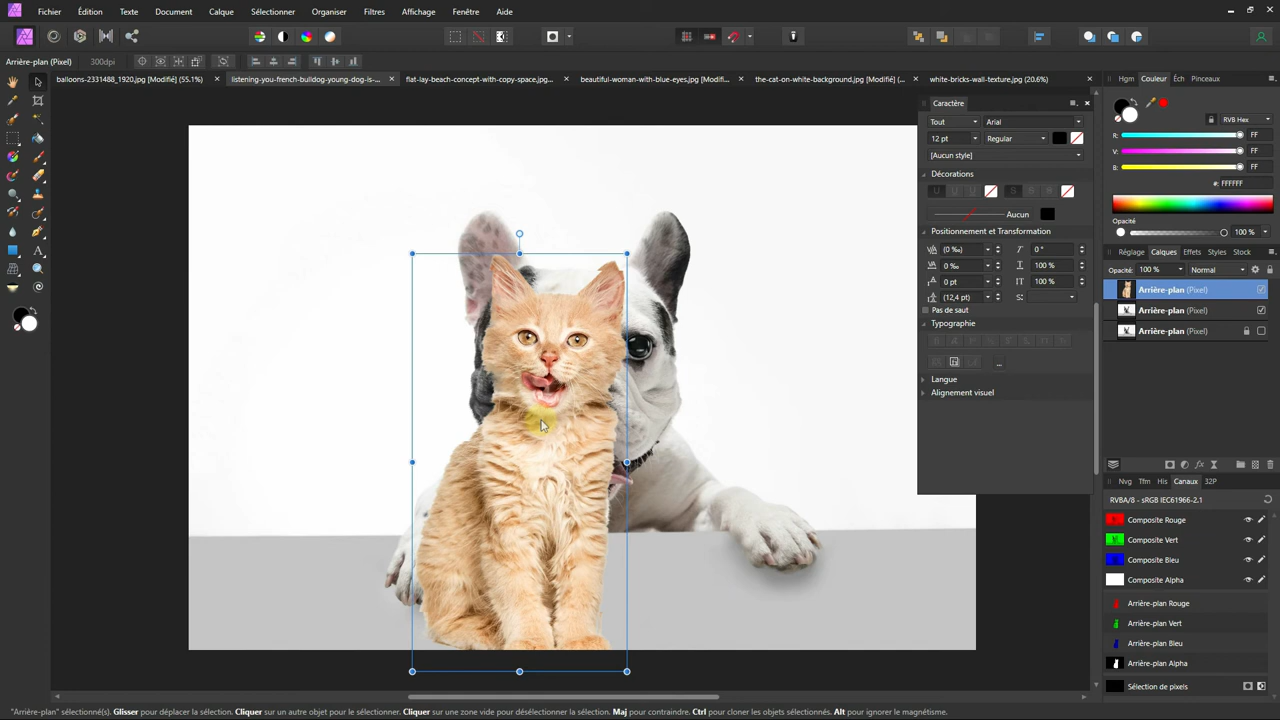 Fichier Édition Texte Document Calque Sélectionner Organiser Filtres Affichage Fenêtre Aide
Arrière-plan (Pixel) 300dpi
balloons-2331488_1920.jpg [Modifié] (55.1%) listening-you-french-bulldog-young-dog-is-... flat-lay-beach-concept-with-copy-space.jpg... beautiful-woman-with-blue-eyes.jpg [Modifi... the-cat-on-white-background.jpg [Modifié] (... white-bricks-wall-texture.jpg (20.6%)
Hgm Couleur Éch Pinceaux
Caractère
Tout Arial
12 pt Regular
[Aucun style]
Décorations
Aucun
Positionnement et Transformation
(0 ‰) 0 °
0 ‰ 100 %
0 pt 100 %
(12,4 pt) S:
Pas de saut
Typographie
...
Langue
Alignement visuel
RVB Hex
R: FF
V: FF
B: FF
#: FFFFFF
Opacité
100 %
Réglage Calques Effets Styles Stock
Opacité: 100 % Normal
Arrière-plan (Pixel)
Arrière-plan (Pixel)
Arrière-plan (Pixel)
Nvg Tfm His Canaux 32P
RVBA/8 - sRGB IEC61966-2.1
Composite Rouge
Composite Vert
Composite Bleu
Composite Alpha
Arrière-plan Rouge
Arrière-plan Vert
Arrière-plan Bleu
Arrière-plan Alpha
Sélection de pixels
"Arrière-plan" sélectionné(s). Glisser pour déplacer la sélection. Cliquer sur un autre objet pour le sélectionner. Cliquer sur une zone vide pour désélectionner la sélection. Maj pour contraindre. Ctrl pour cloner les objets sélectionnés. Alt pour ignorer le magnétisme.